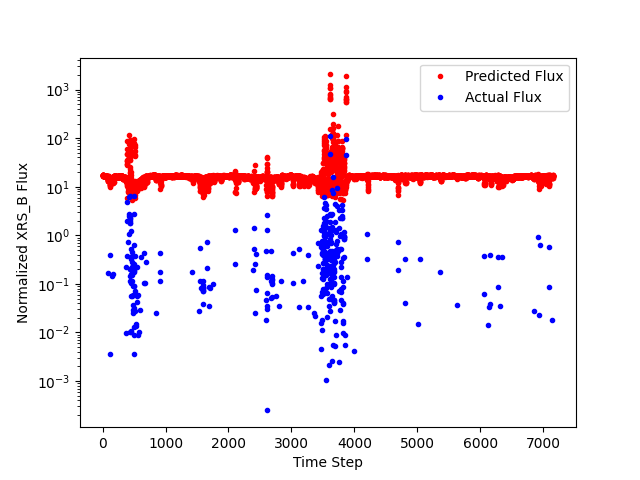 Predicted Flux
Actual Flux
10³
10²
10¹
10⁰
10⁻¹
10⁻²
10⁻³
Normalized XRS_B Flux
0 1000 2000 3000 4000 5000 6000 7000
Time Step